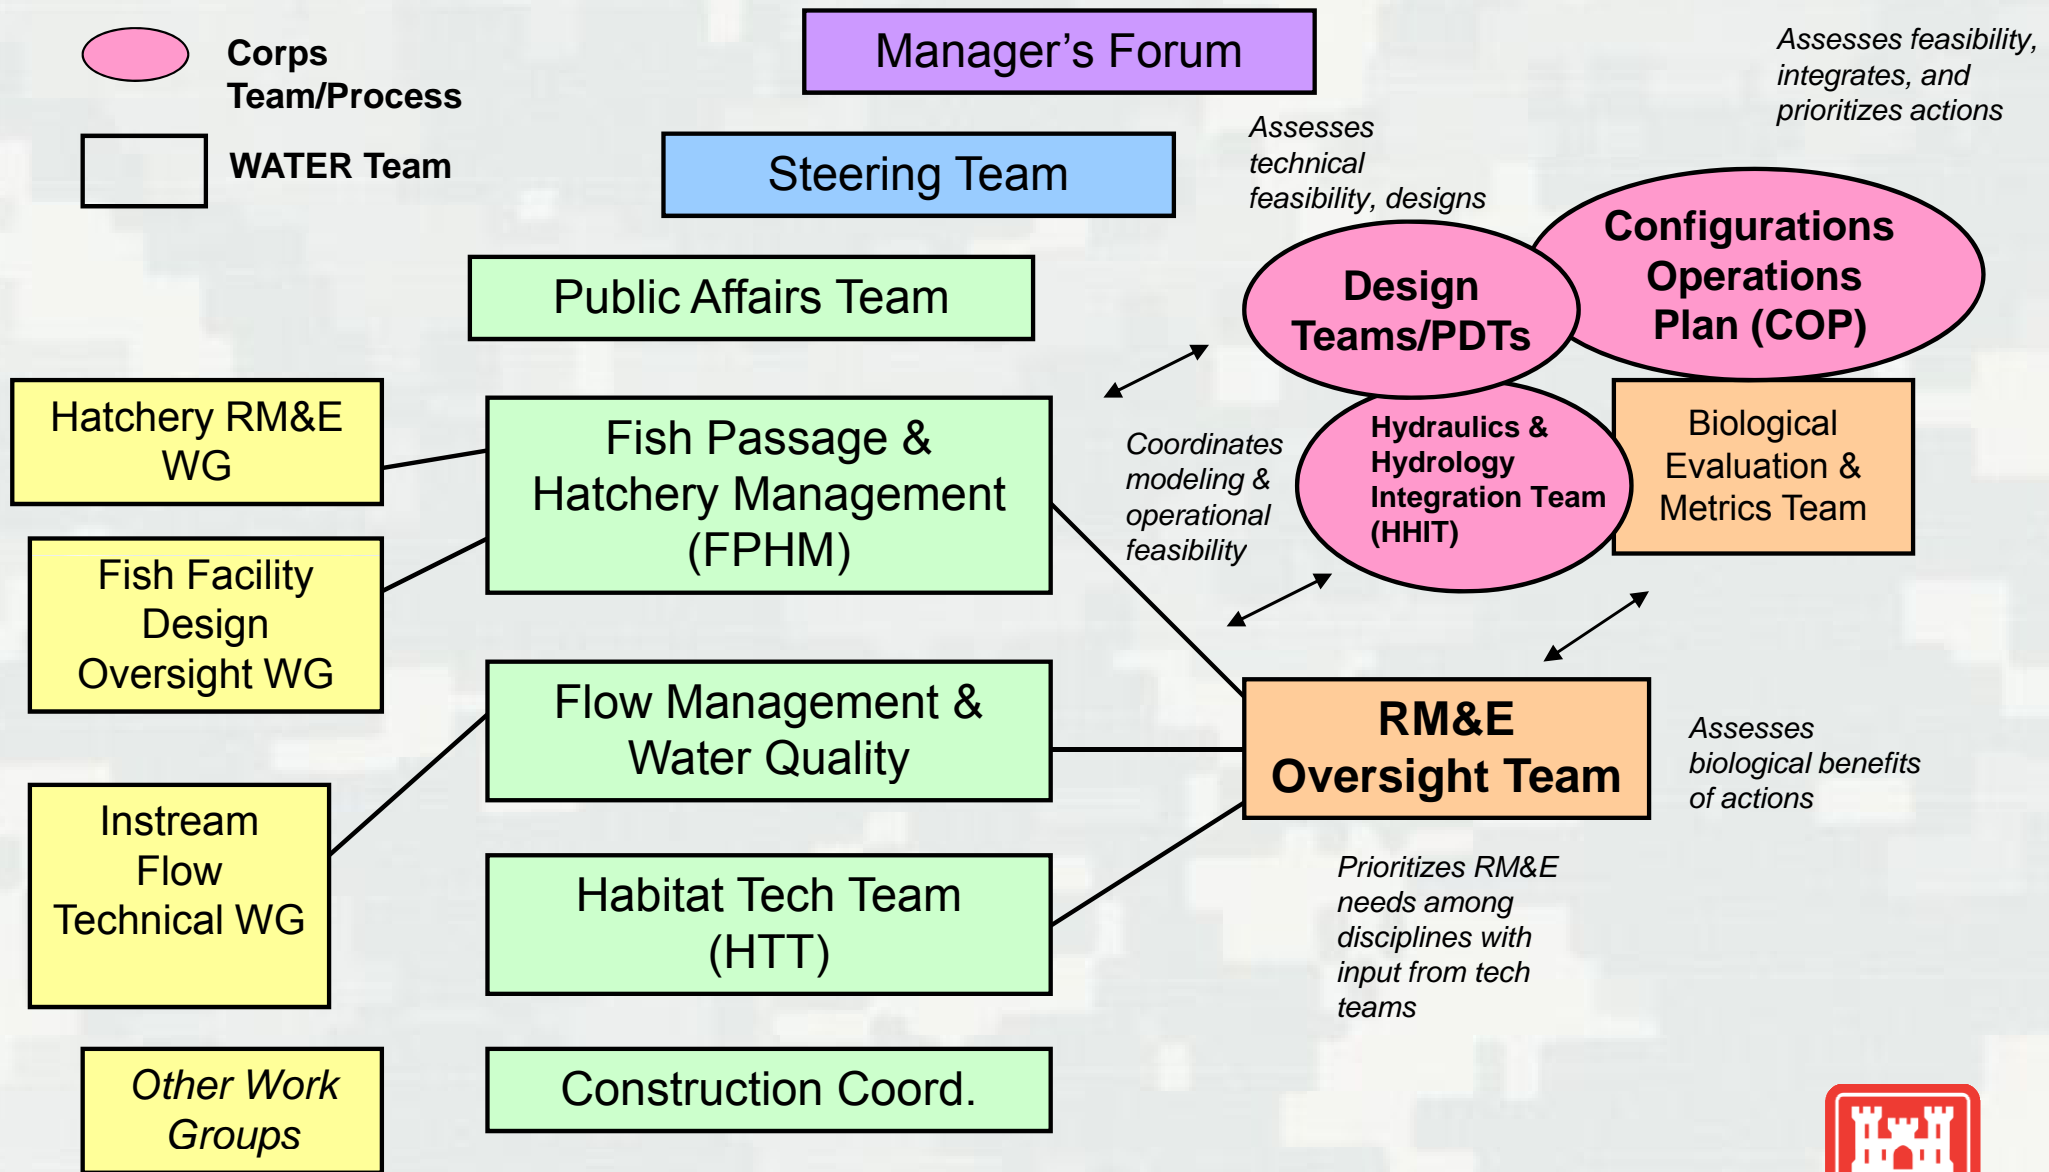 Corps
Team/Process
WATER Team
Manager’s Forum
Steering Team
Public Affairs Team
Assesses feasibility,
integrates, and
prioritizes actions
Assesses
technical
feasibility, designs
Configurations
Operations
Plan (COP)
Design
Teams/PDTs
Hatchery RM&E
WG
Fish Passage &
Hatchery Management
(FPHM)
Coordinates
modeling &
operational
feasibility
Hydraulics &
Hydrology
Integration Team
(HHIT)
Biological
Evaluation &
Metrics Team
Fish Facility
Design
Oversight WG
Flow Management &
Water Quality
RM&E
Oversight Team
Assesses
biological benefits
of actions
Instream
Flow
Technical WG
Habitat Tech Team
(HTT)
Prioritizes RM&E
needs among
disciplines with
input from tech
teams
Other Work
Groups
Construction Coord.